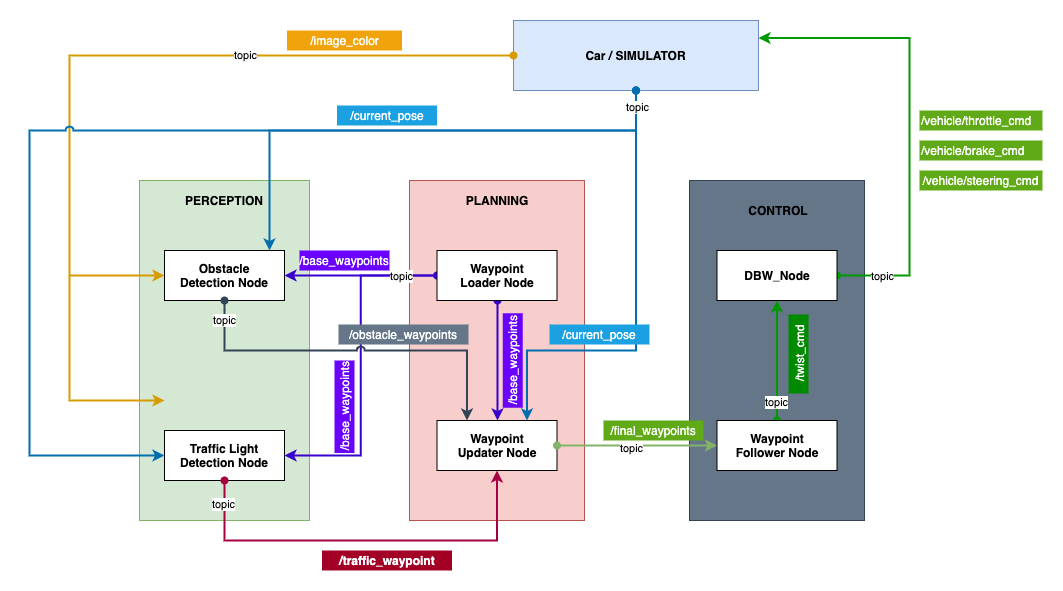 /image_color
topic
Car / SIMULATOR
topic
/current_pose
/vehicle/throttle_cmd
/vehicle/brake_cmd
/vehicle/steering_cmd
PERCEPTION
PLANNING
CONTROL
Obstacle
Detection Node
/base_waypoints
topic
Waypoint
Loader Node
DBW_Node
topic
topic
/obstacle_waypoints
/base_waypoints
/current_pose
/twist_cmd
topic
/base_waypoints
Traffic Light
Detection Node
Waypoint
Updater Node
/final_waypoints
topic
Waypoint
Follower Node
topic
/traffic_waypoint